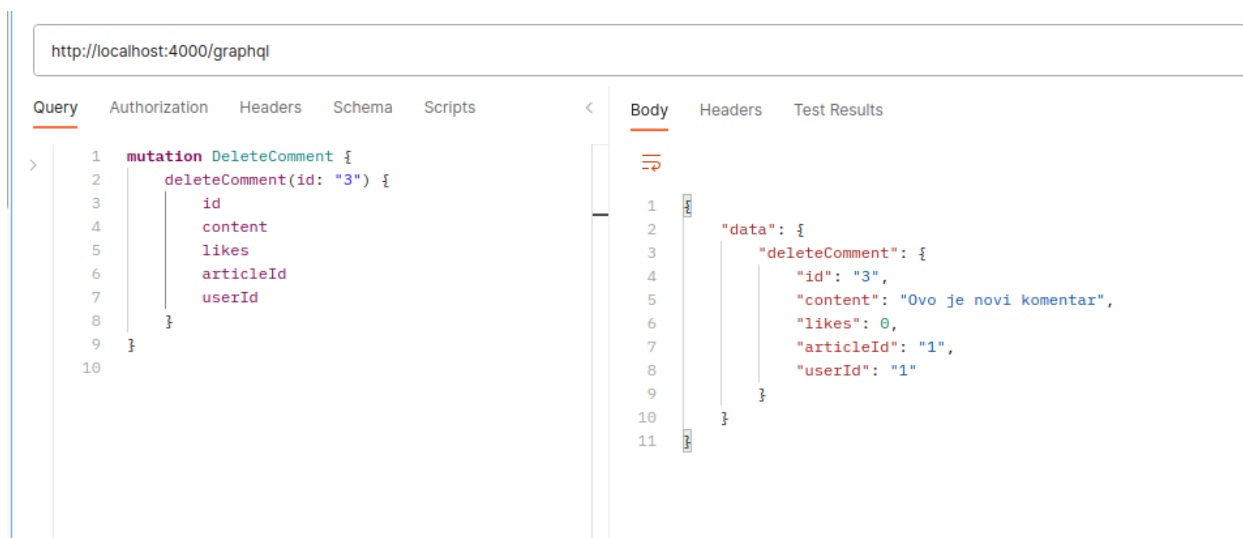 http://localhost:4000/graphql
Query Authorization Headers Schema Scripts <
1 mutation DeleteComment {
2 deleteComment(id: "3") {
3 id
4 content
5 likes
6 articleId
7 userId
8 }
9 }
10
Body Headers Test Results
1 {
2 "data": {
3 "deleteComment": {
4 "id": "3",
5 "content": "Ovo je novi komentar",
6 "likes": 0,
7 "articleId": "1",
8 "userId": "1"
9 }
10 }
11 }